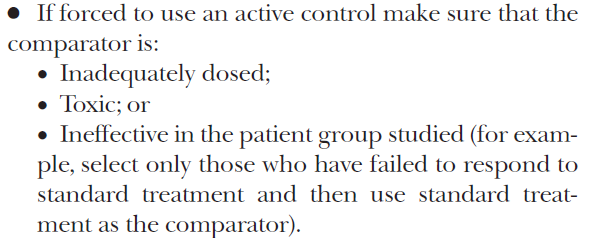 ● If forced to use an active control make sure that the
comparator is:
● Inadequately dosed;
● Toxic; or
● Ineffective in the patient group studied (for exam-
ple, select only those who have failed to respond to
standard treatment and then use standard treat-
ment as the comparator).